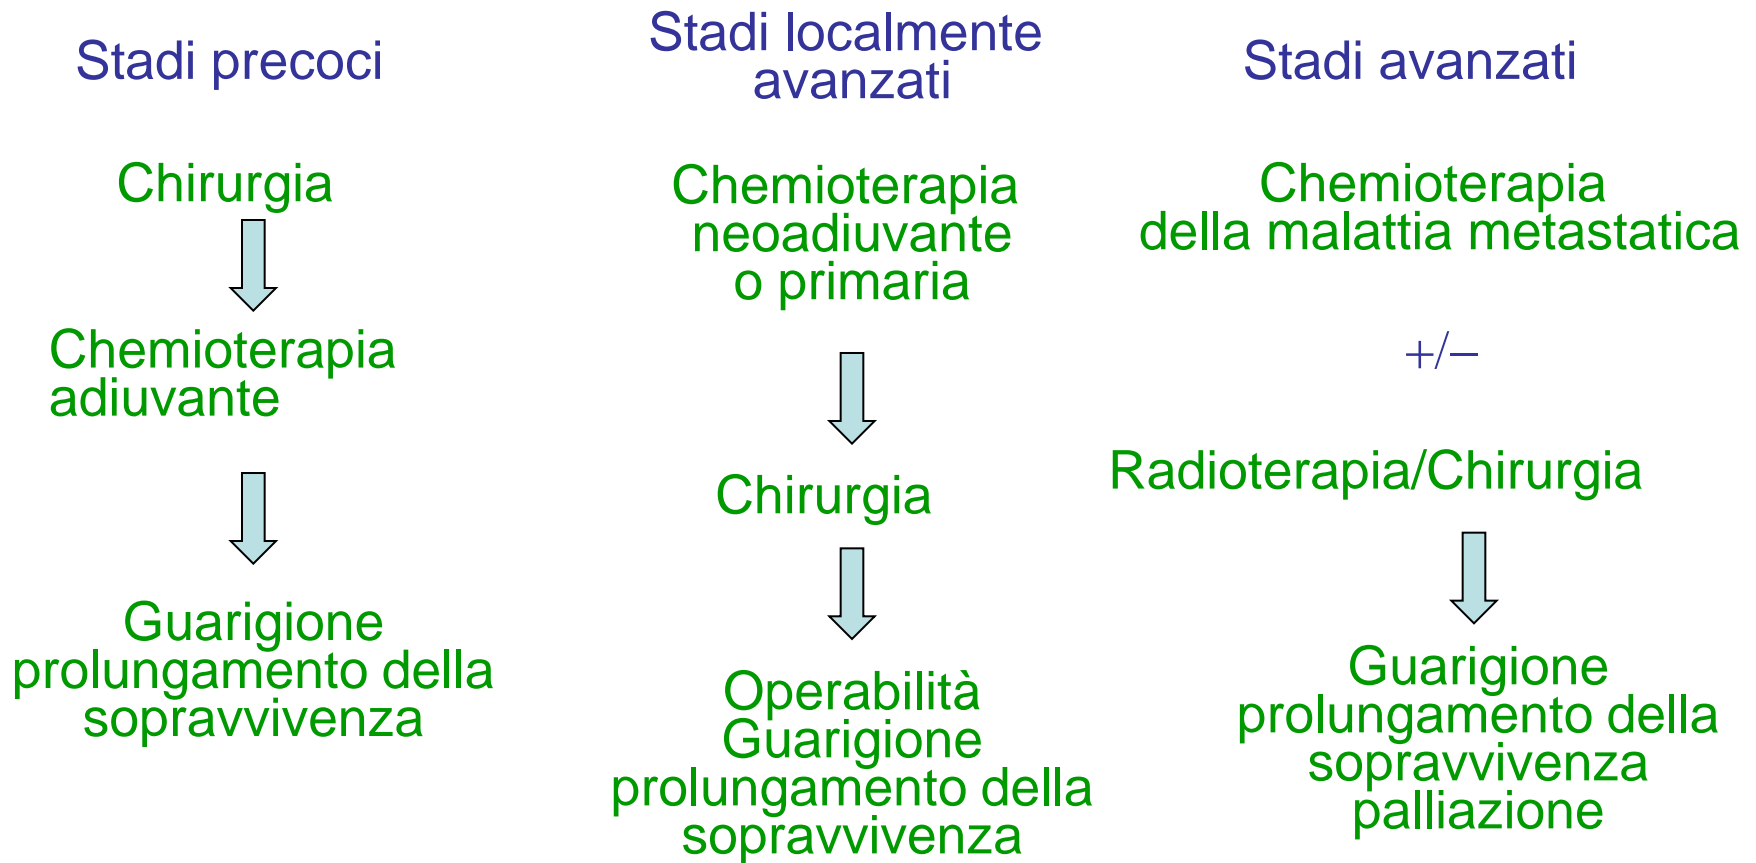 Stadi precoci
Chirurgia
Chemioterapia
adiuvante
Guarigione
prolungamento della
sopravvivenza
Stadi localmente
avanzati
Chemioterapia
neoadiuvante
o primaria
Chirurgia
Operabilità
Guarigione
prolungamento della
sopravvivenza
Stadi avanzati
Chemioterapia
della malattia metastatica
+/−
Radioterapia/Chirurgia
Guarigione
prolungamento della
sopravvivenza
palliazione